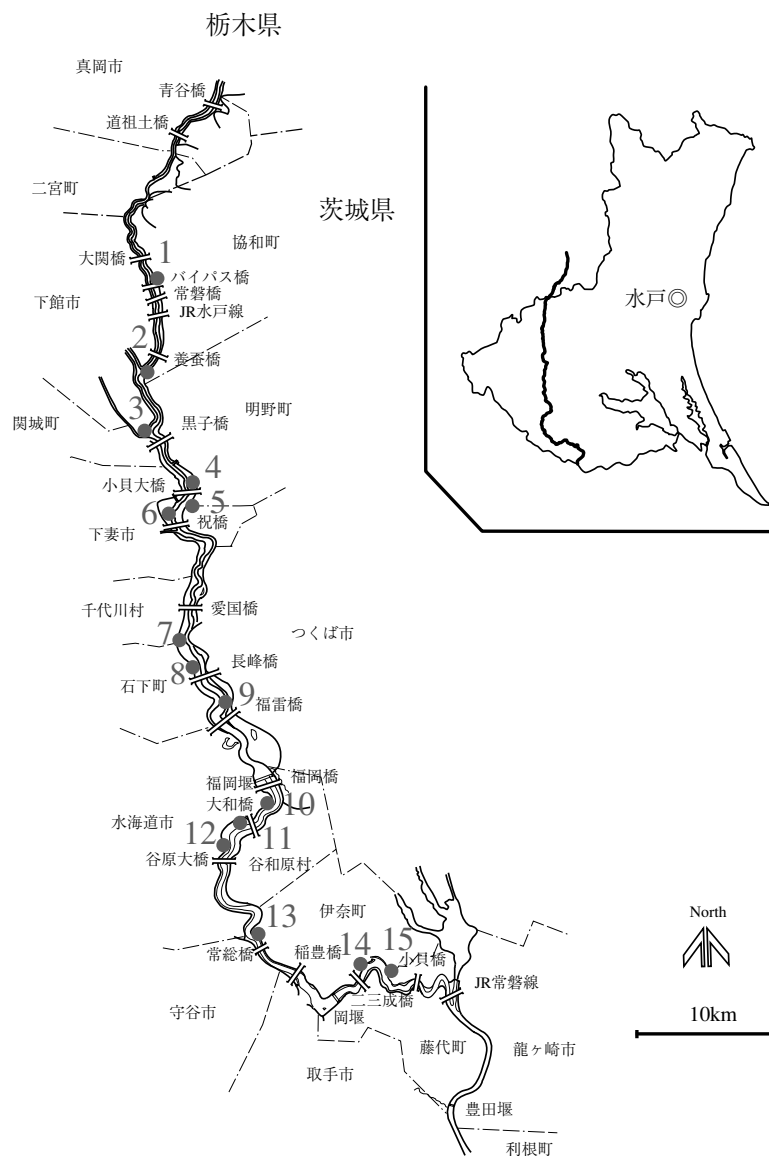 栃木県
真岡市
青谷橋
道祖土橋
二宮町
茨城県
大関橋
1
協和町
バイパス橋
常磐橋
下館市
JR水戸線
水戸◎
2
養蚕橋
3
関城町
黒子橋
明野町
4
小貝大橋
5
6
祝橋
下妻市
千代川村
愛国橋
7
つくば市
8
長峰橋
石下町
9
福雷橋
福岡堰
福岡橋
大和橋
10
水海道市
12
11
谷原大橋
谷和原村
13
伊奈町
常総橋
稲豊橋
14
15
小貝橋
North
JR常磐線
二三成橋
守谷市
岡堰
10km
藤代町
龍ヶ崎市
取手市
豊田堰
利根町